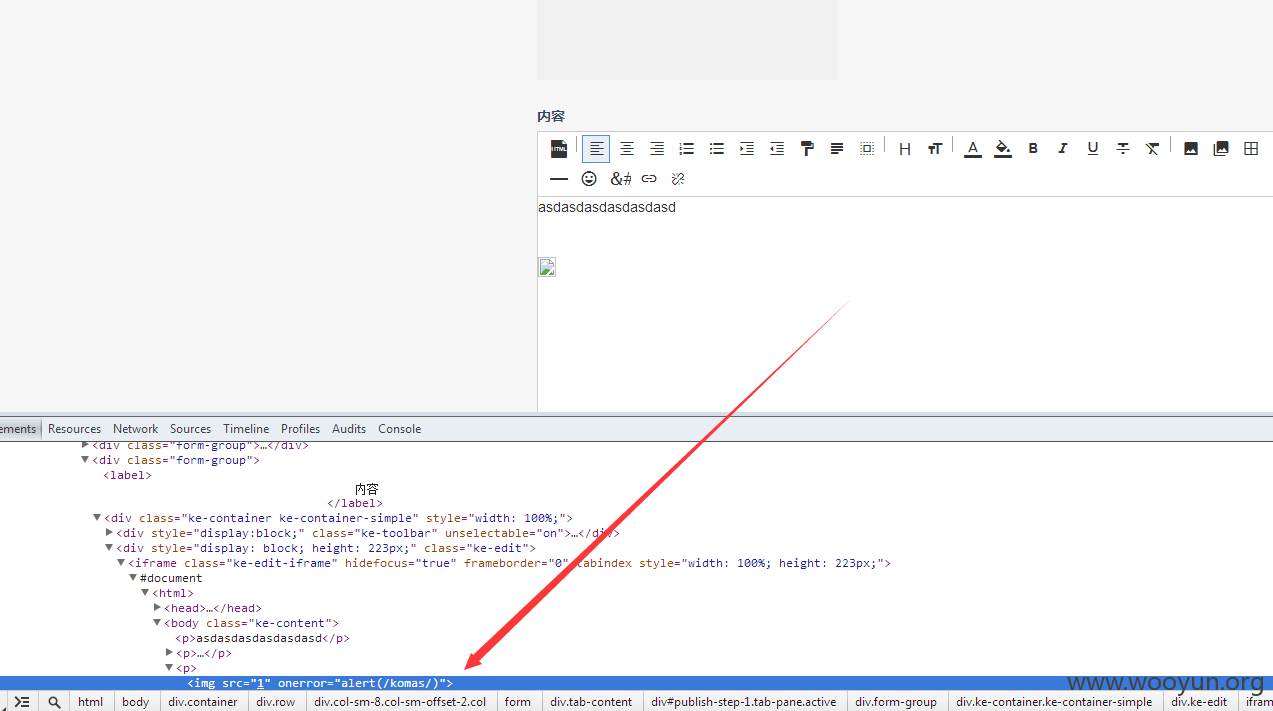 内容
HTML H тT A B I U
&#
asdasdasdasdasdasd
ements Resources Network Sources Timeline Profiles Audits Console
<div class="form-group">…</div>
<div class="form-group">
<label>
内容
</label>
<div class="ke-container ke-container-simple" style="width: 100%;">
<div style="display:block;" class="ke-toolbar" unselectable="on">…</div>
<div style="display: block; height: 223px;" class="ke-edit">
<iframe class="ke-edit-iframe" hidefocus="true" frameborder="0" tabindex style="width: 100%; height: 223px;">
#document
<html>
<head>…</head>
<body class="ke-content">
<p>asdasdasdasdasdasd</p>
<p>…</p>
<p>
<img src="1" onerror="alert(/komas/)">
www.wooyun.org
html body div.container div.row div.col-sm-8.col-sm-offset-2.col form div.tab-content div#publish-step-1.tab-pane.active div.form-group div.ke-container.ke-container-simple div.ke-edit ifram